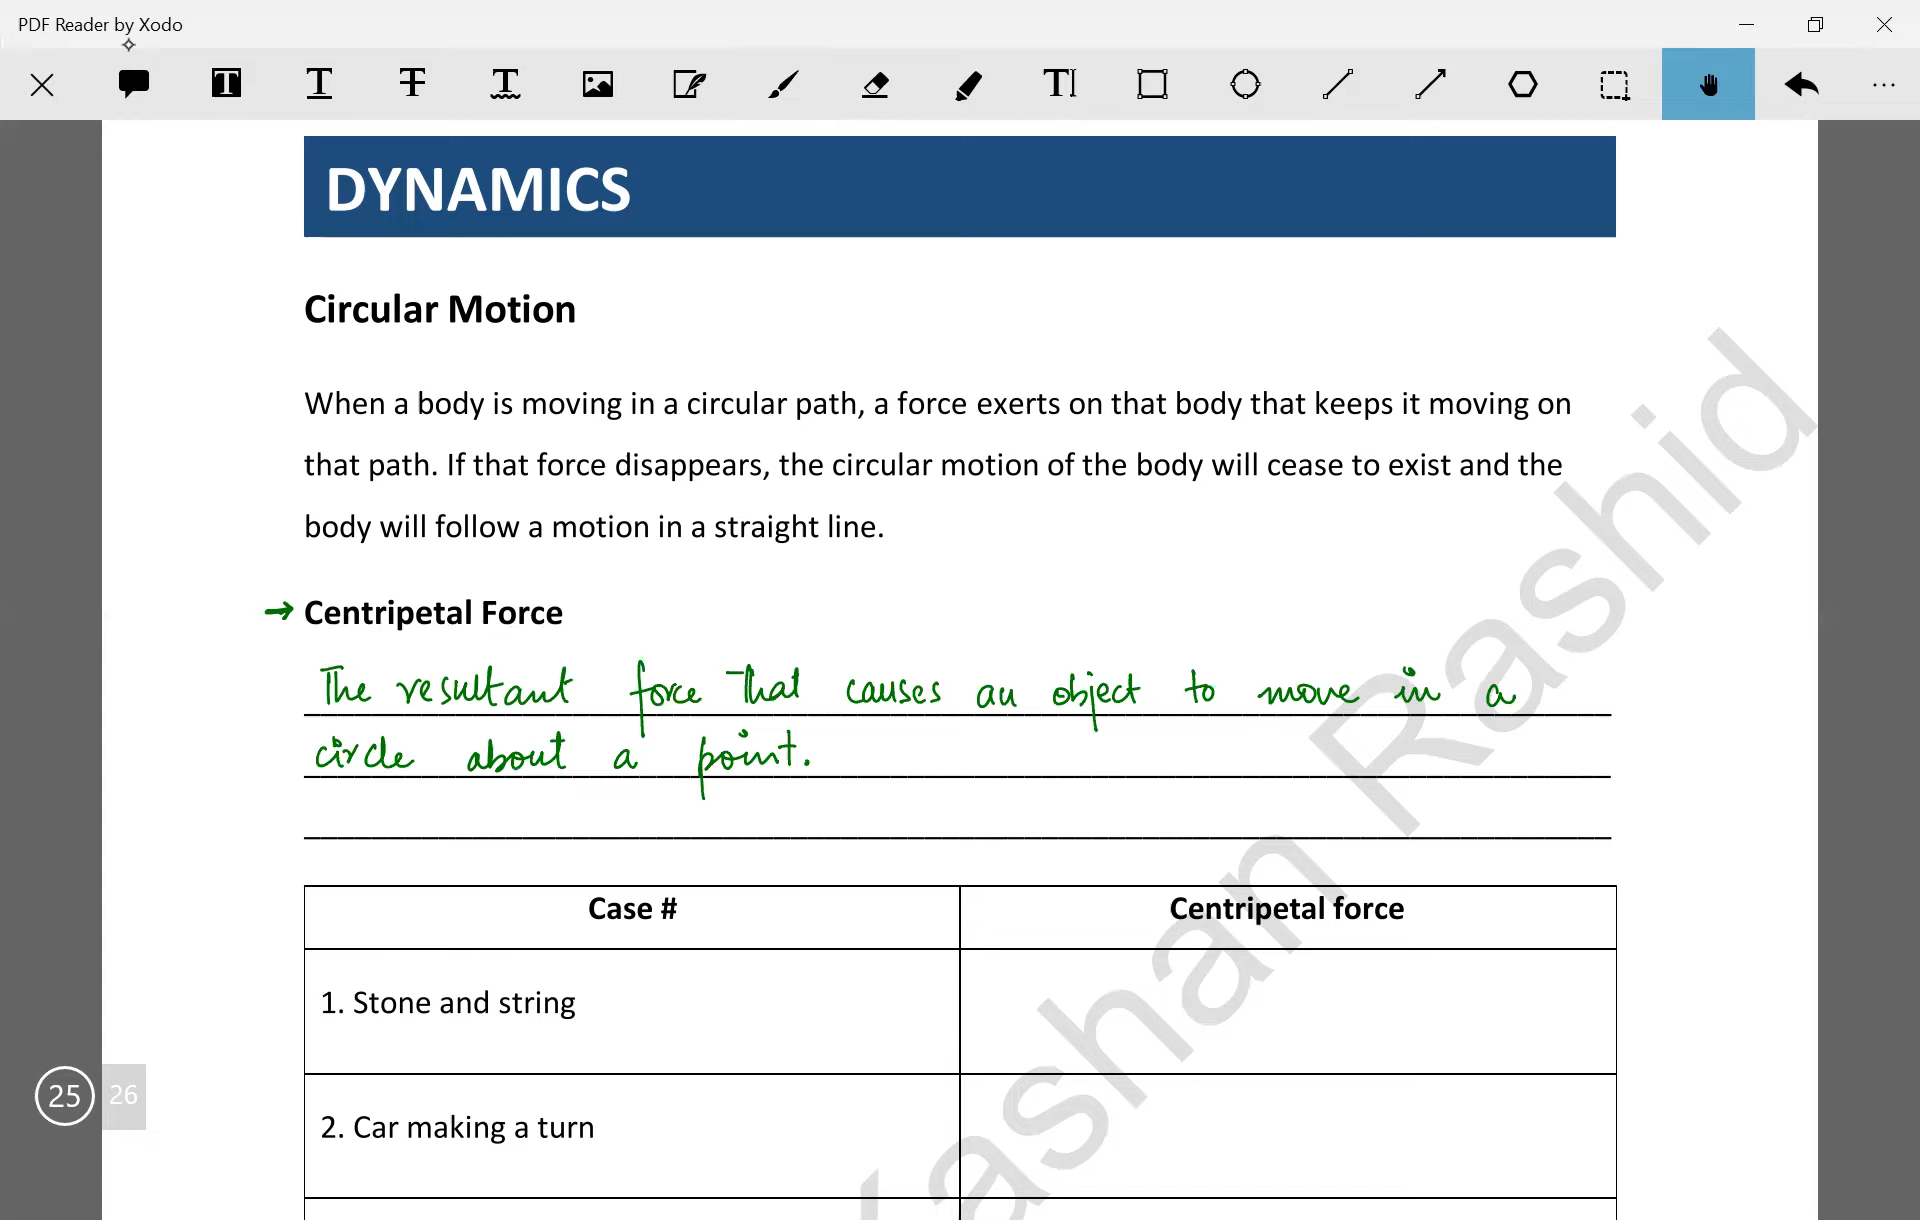 PDF Reader by Xodo
DYNAMICS
Circular Motion
When a body is moving in a circular path, a force exerts on that body that keeps it moving on
that path. If that force disappears, the circular motion of the body will cease to exist and the
body will follow a motion in a straight line.
→ Centripetal Force
The resultant force that causes an object to move in a
circle about a point.
Case #
Centripetal force
1. Stone and string
2. Car making a turn
25 26
Kashan Rashid